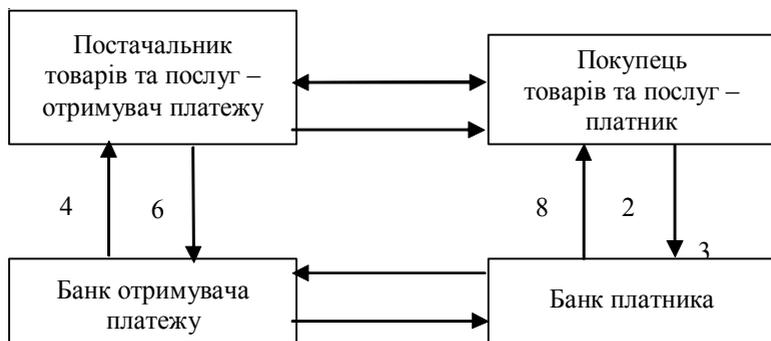 Постачальник
товарів та послуг –
отримувач платежу
Покупець
товарів та послуг –
платник
4
6
8
2
3
Банк отримувача
платежу
Банк платника